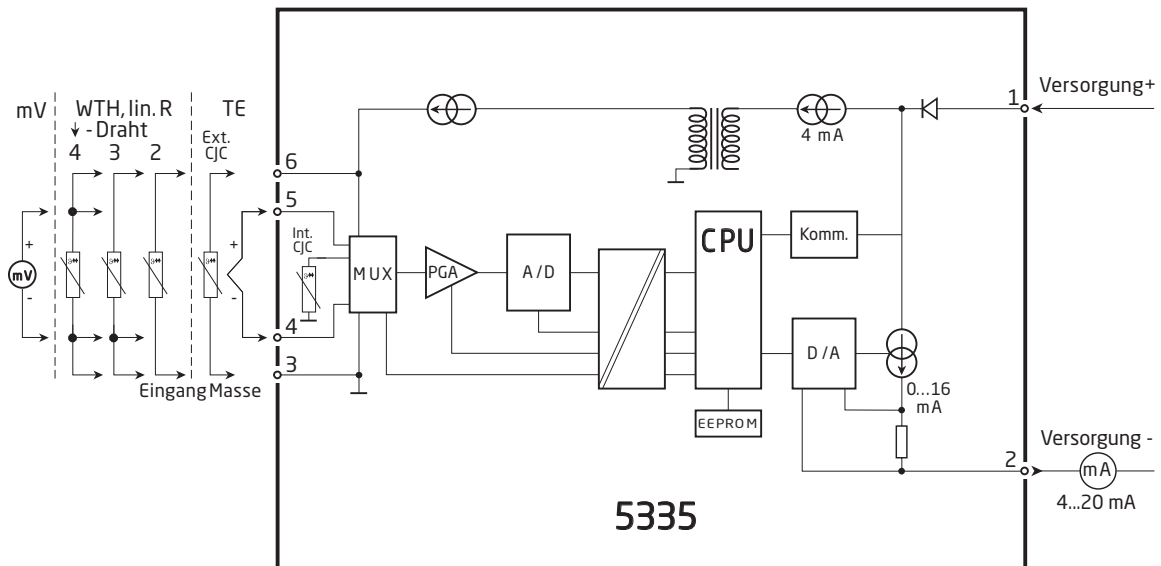 mV
WTH, lin. R
↓ - Draht
4 3 2
TE
Ext.
CJC
+
-
mV
+
-
Eingang Masse
6
5
4
3
Int.
CJC
MUX
PGA
A/D
CPU
Komm.
4 mA
D/A
0...16
mA
EEPROM
1
Versorgung+
2
Versorgung -
mA
4...20 mA
5335